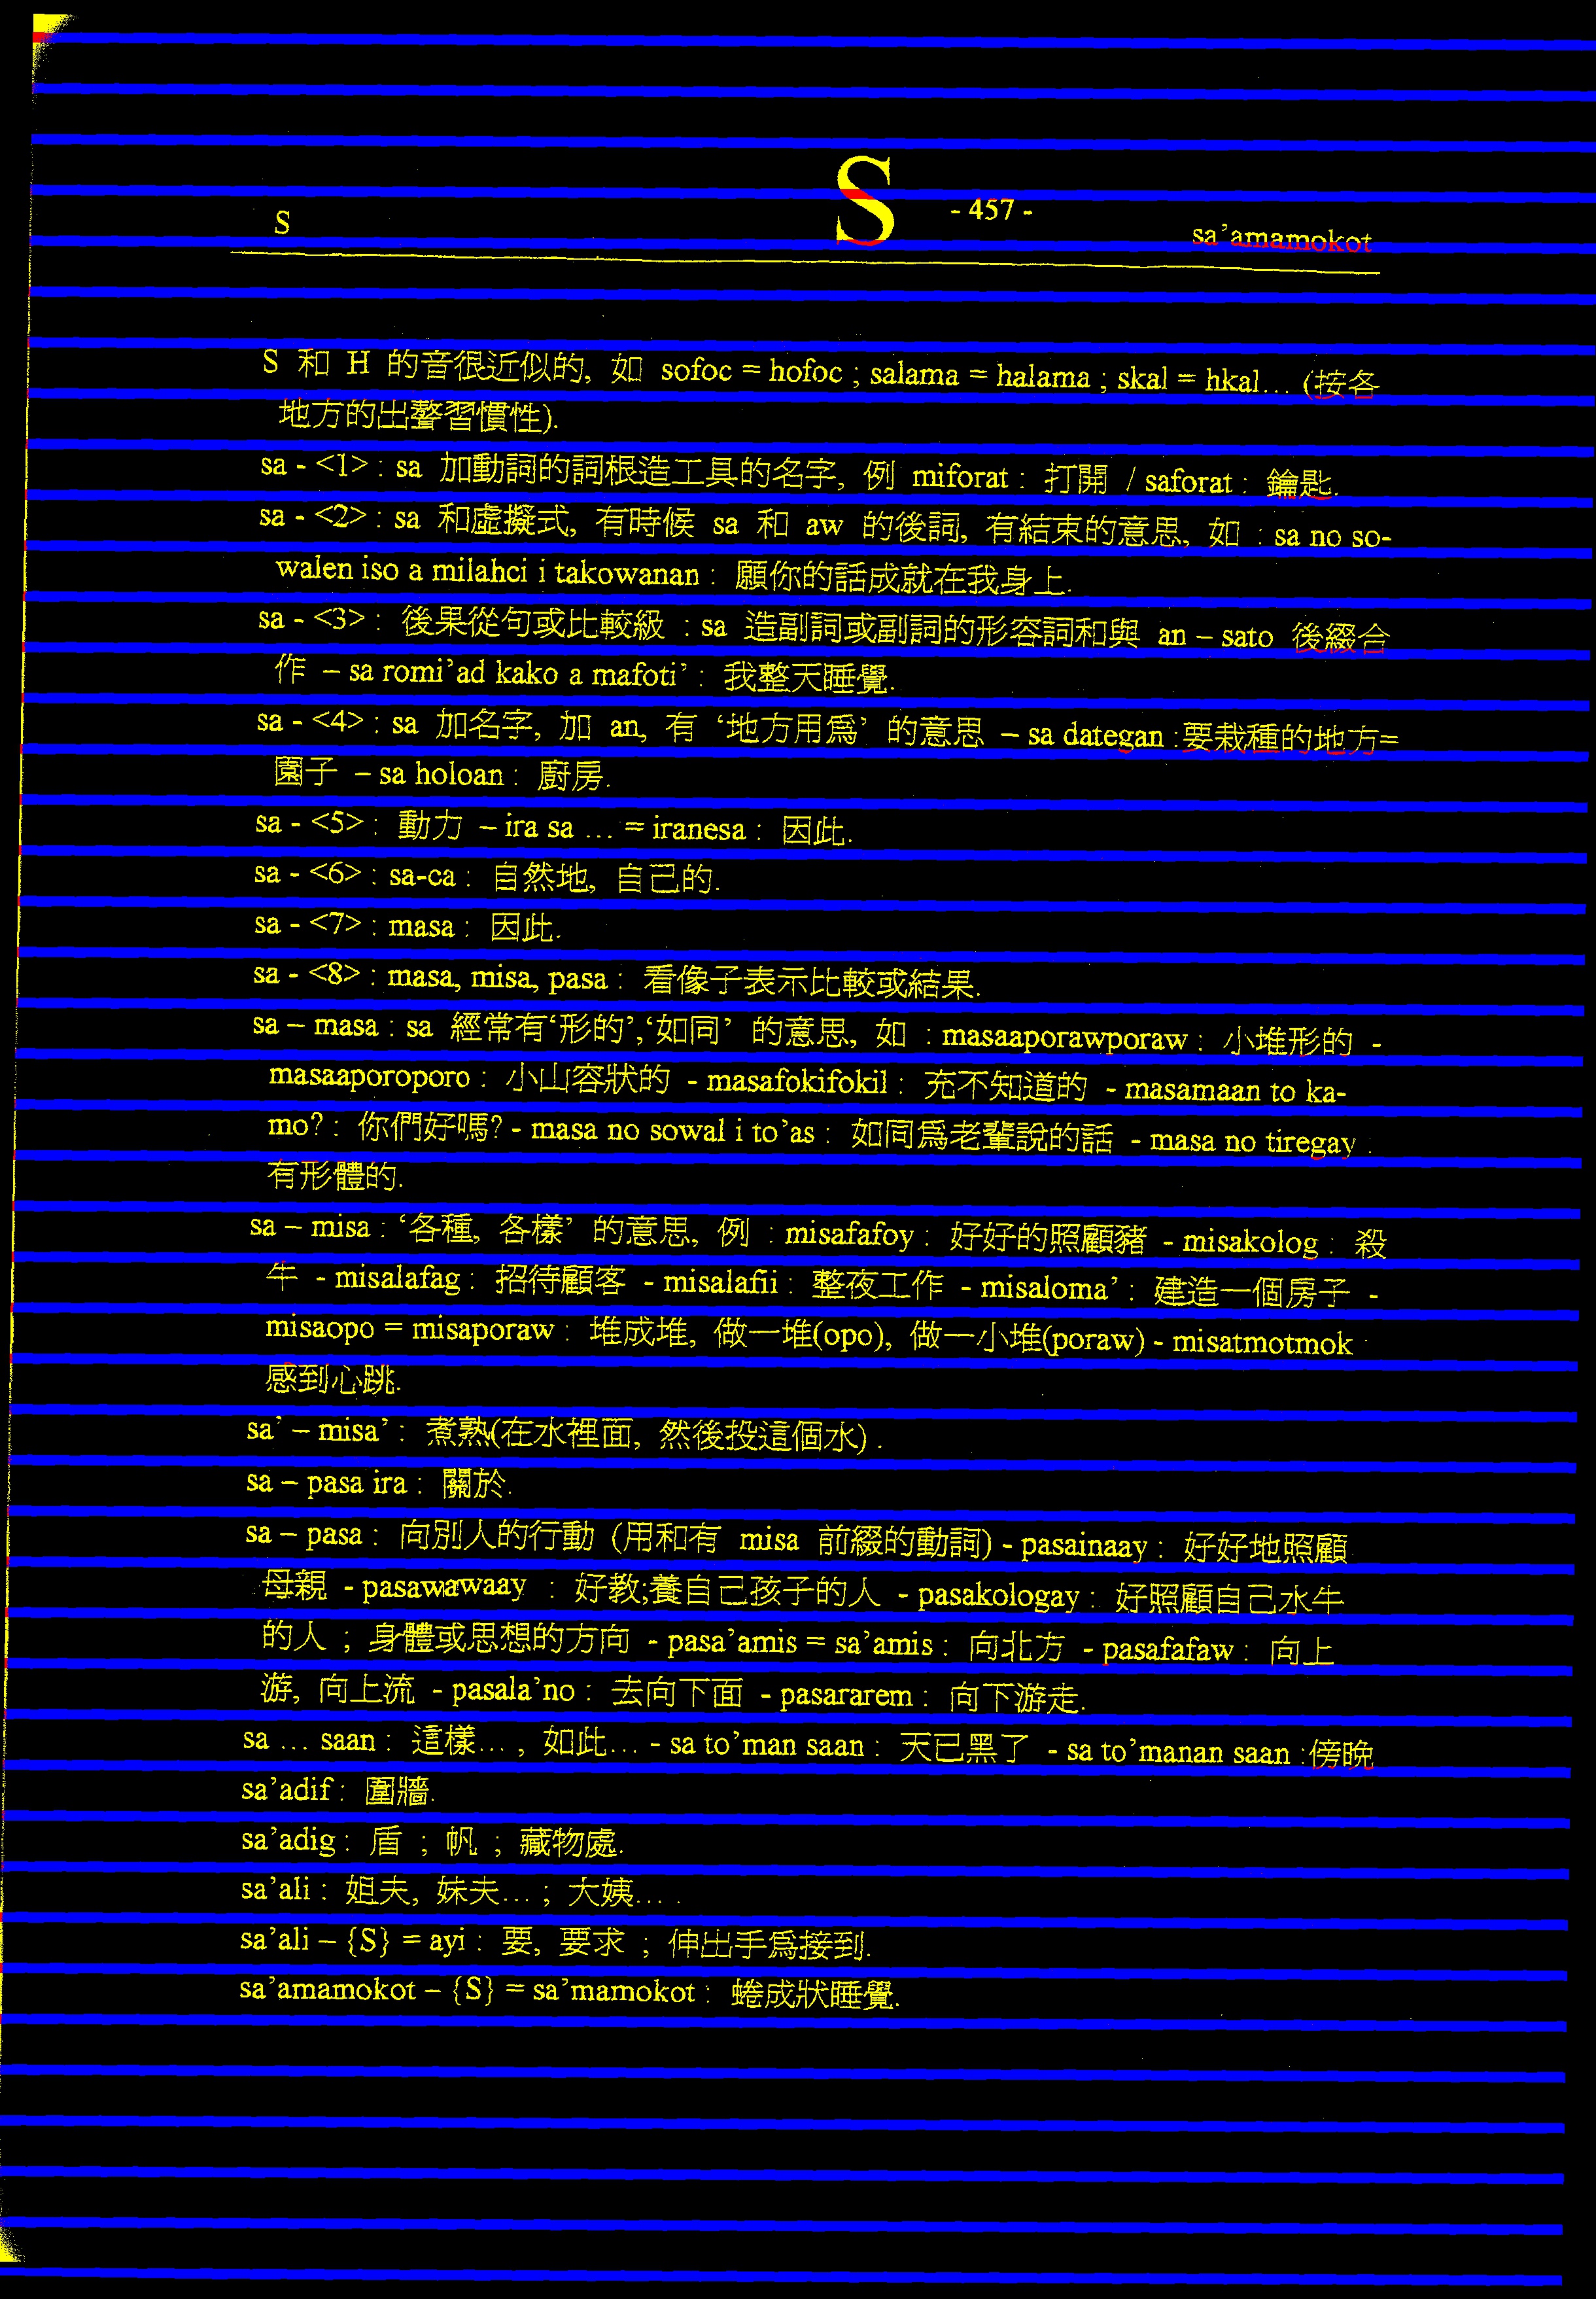 S
S
- 457 -
sa’amamokot
S 和 H 的音很近似的, 如 sofoc = hofoc ; salama = halama ; skal = hkal… (按各
地方的出聲習慣性).
sa - <1> : sa 加動詞的詞根造工具的名字, 例 miforat : 打開 / saforat : 鑰匙.
sa - <2> : sa 和虛擬式, 有時候 sa 和 aw 的後詞, 有結束的意思, 如 : sa no so-
walen iso a milahci i takowanan : 願你的話成就在我身上.
sa - <3> : 後果從句或比較級 : sa 造副詞或副詞的形容詞和與 an – sato 後綴合
作 – sa romi’ad kako a mafoti’ : 我整天睡覺.
sa - <4> : sa 加名字, 加 an, 有 ‘地方用爲’ 的意思 – sa dategan :要栽種的地方=
園子 – sa holoan : 廚房.
sa - <5> : 動力 – ira sa … = iranesa : 因此.
sa - <6> : sa-ca : 自然地, 自己的.
sa - <7> : masa : 因此.
sa - <8> : masa, misa, pasa : 看像子表示比較或結果.
sa – masa : sa 經常有‘形的’,‘如同’ 的意思, 如 : masaaporawporaw : 小堆形的 -
masaaporoporo : 小山容狀的 - masafokifokil : 充不知道的 - masamaan to ka-
mo? : 你們好嗎? - masa no sowal i to’as : 如同爲老輩說的話 - masa no tiregay :
有形體的.
sa – misa : ‘各種, 各樣’ 的意思, 例 : misafafoy : 好好的照顧豬 - misakolog : 殺
牛 - misalafag : 招待顧客 - misalafii : 整夜工作 - misaloma’ : 建造一個房子 -
misaopo = misaporaw : 堆成堆, 做一堆(opo), 做一小堆(poraw) - misatmotmok :
感到心跳.
sa’ – misa’ : 煮熟(在水裡面, 然後投這個水) .
sa – pasa ira : 關於.
sa – pasa : 向別人的行動 (用和有 misa 前綴的動詞) - pasainaay : 好好地照顧
母親 - pasawawaay : 好教;養自己孩子的人 - pasakologay : 好照顧自己水牛
的人 ; 身體或思想的方向 - pasa’amis = sa’amis : 向北方 - pasafafaw : 向上
游, 向上流 - pasala’no : 去向下面 - pasararem : 向下游走.
sa … saan : 這樣… , 如此… - sa to’man saan : 天已黑了 - sa to’manan saan :傍晚
sa’adif : 圍牆.
sa’adig : 盾 ; 帆 ; 藏物處.
sa’ali : 姐夫, 妹夫… ; 大姨… .
sa’ali – {S} = ayi : 要, 要求 ; 伸出手爲接到.
sa’amamokot – {S} = sa’mamokot : 蜷成狀睡覺.